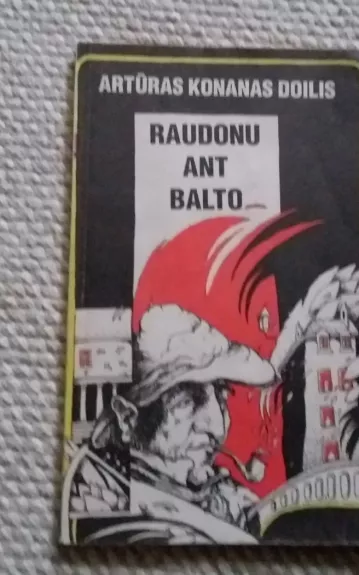 ARTŪRAS KONANAS DOILIS
RAUDONU
ANT
BALTO